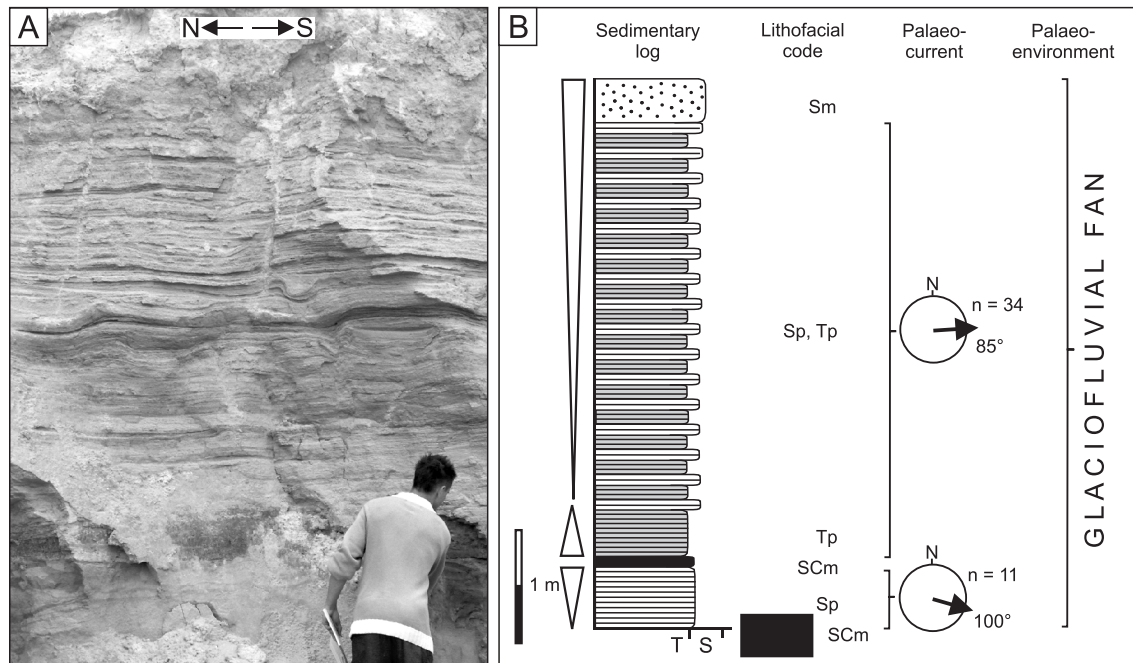 A
N S
B
Sedimentary
log
Lithofacial
code
Palaeo-
current
Palaeo-
environment
Sm
Sp, Tp
N
n = 34
85°
GLACIOFLUVIAL FAN
Tp
SCm
N
n = 11
100°
Sp
SCm
1 m
T S